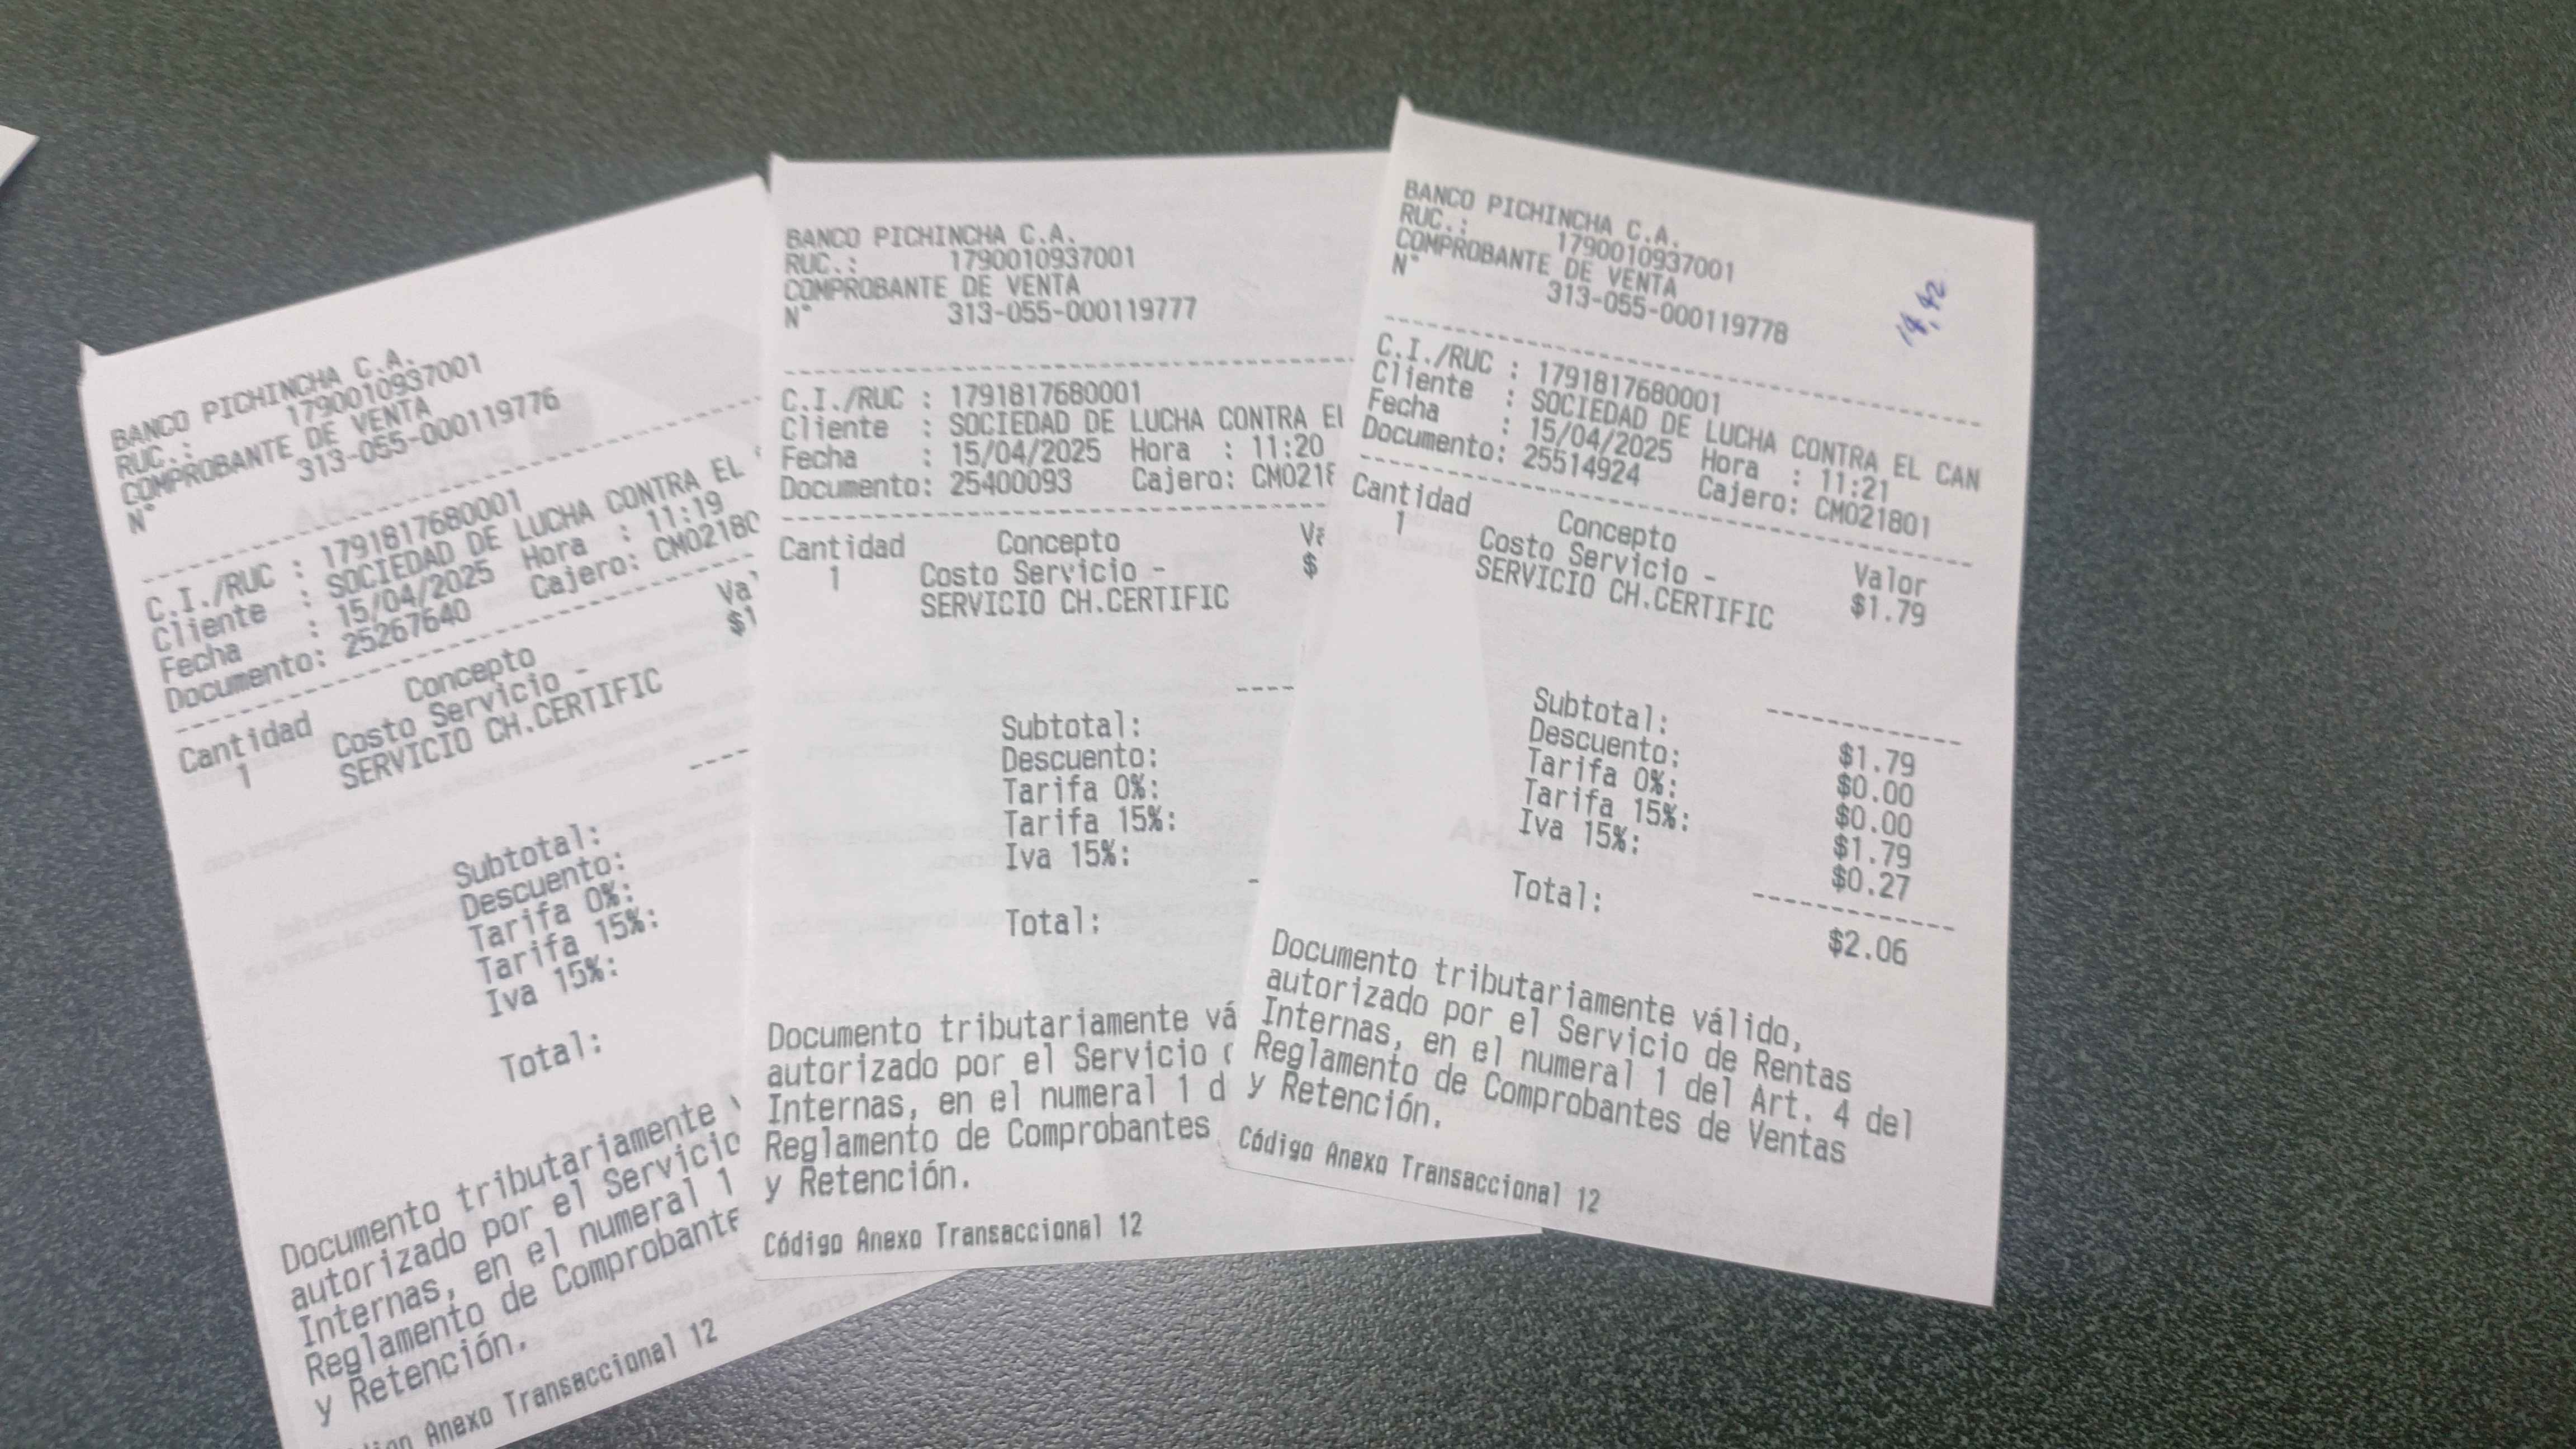 BANCO PICHINCHA C.A.
RUC.: 1790010937001
COMPROBANTE DE VENTA
N° 313-055-000119776
C.I./RUC : 1791817680001
Cliente : SOCIEDAD DE LUCHA CONTRA EL
Fecha : 15/04/2025 Hora : 11:19
Documento: 25267640 Cajero: CM02180
Cantidad Concepto Va
1 Costo Servicio - $1
SERVICIO CH.CERTIFIC
Subtotal:
Descuento:
Tarifa 0%:
Tarifa 15%:
Iva 15%:
Total:
Documento tributariamente
autorizado por el Servicio
Internas, en el numeral 1
Reglamento de Comprobante
y Retención.
Anexo Transaccional 12
BANCO PICHINCHA C.A.
RUC.: 1790010937001
COMPROBANTE DE VENTA
N° 313-055-000119777
C.I./RUC : 1791817680001
Cliente : SOCIEDAD DE LUCHA CONTRA El
Fecha : 15/04/2025 Hora : 11:20
Documento: 25400093 Cajero: CM0218
Cantidad Concepto Va
1 Costo Servicio - $
SERVICIO CH.CERTIFIC
Subtotal:
Descuento:
Tarifa 0%:
Tarifa 15%:
Iva 15%:
Total:
Documento tributariamente vá
autorizado por el Servicio
Internas, en el numeral 1 d
Reglamento de Comprobantes
y Retención.
Código Anexo Transaccional 12
BANCO PICHINCHA C.A.
RUC.: 1790010937001
COMPROBANTE DE VENTA
N° 313-055-000119778
C.I./RUC : 1791817680001
Cliente : SOCIEDAD DE LUCHA CONTRA EL CAN
Fecha : 15/04/2025 Hora : 11:21
Documento: 25514924 Cajero: CM021801
Cantidad Concepto Valor
1 Costo Servicio - $1.79
SERVICIO CH.CERTIFIC
Subtotal: $1.79
Descuento: $0.00
Tarifa 0%: $0.00
Tarifa 15%: $1.79
Iva 15%: $0.27
Total: $2.06
Documento tributariamente válido,
autorizado por el Servicio de Rentas
Internas, en el numeral 1 del Art. 4 del
Reglamento de Comprobantes de Ventas
y Retención.
Código Anexo Transaccional 12